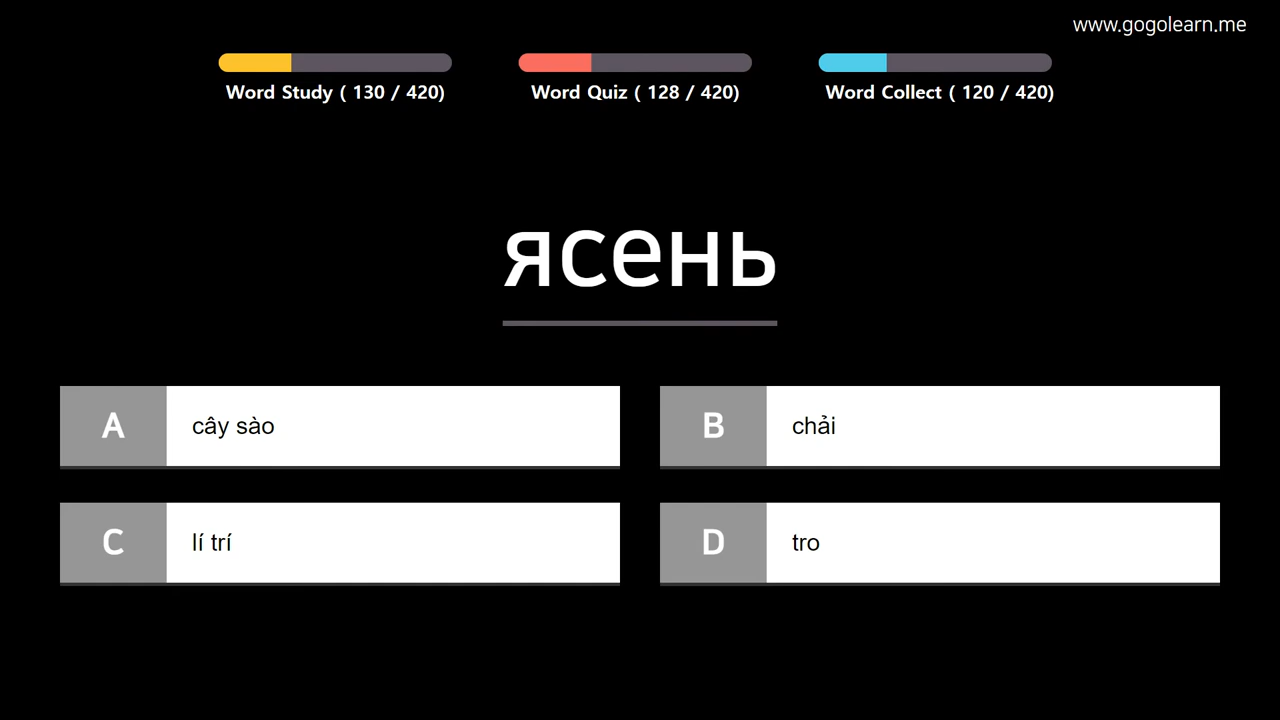 www.gogolearn.me
Word Study ( 130 / 420)
Word Quiz ( 128 / 420)
Word Collect ( 120 / 420)
ясень
A
cây sào
B
chải
C
lí trí
D
tro